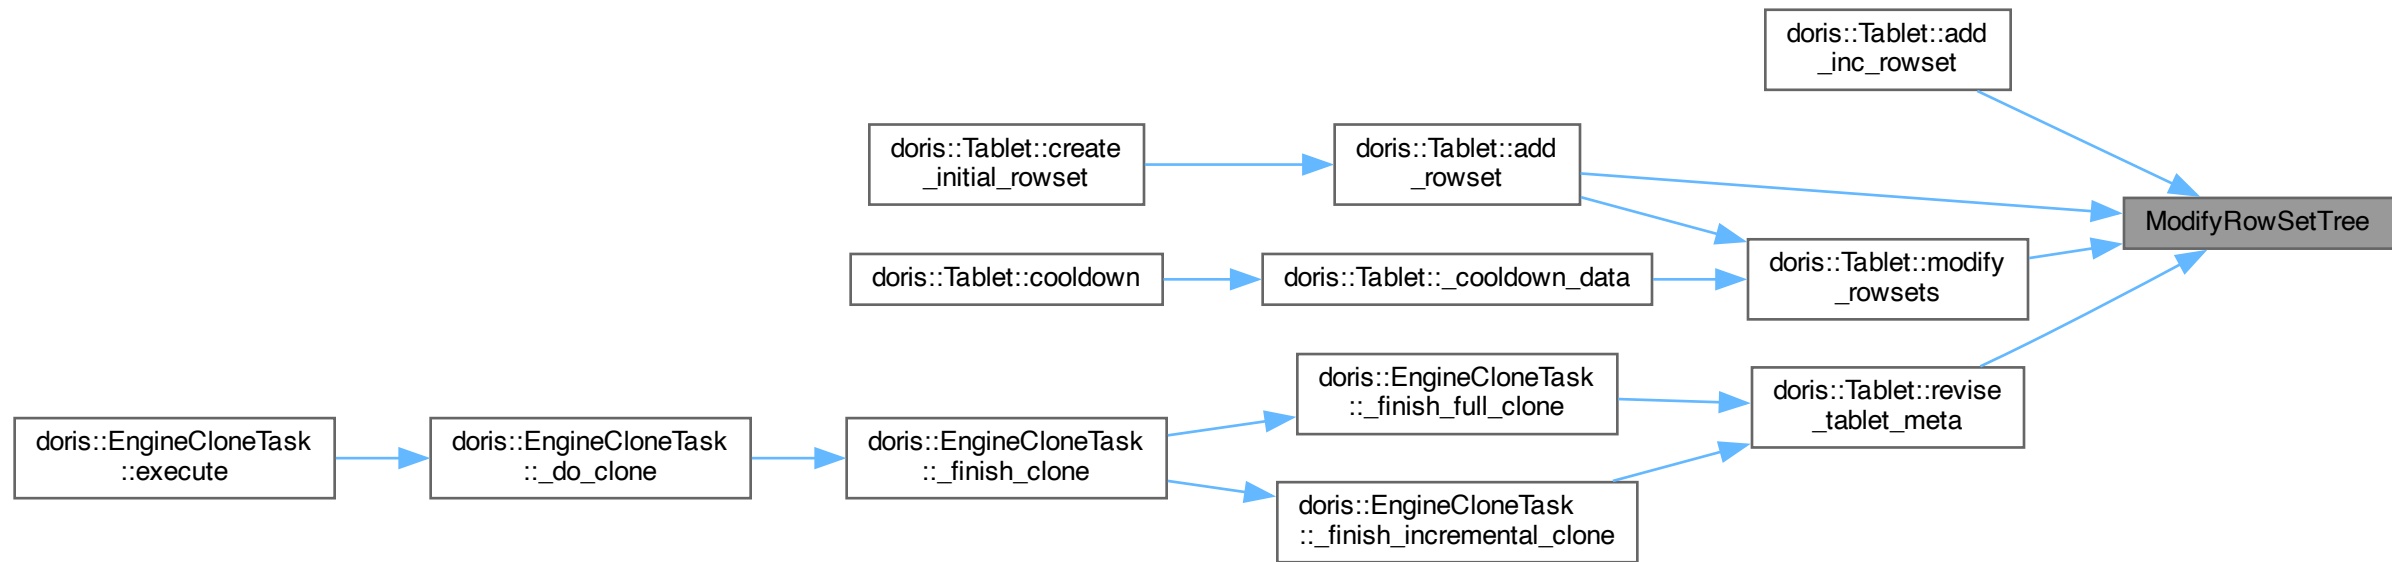 doris::Tablet::add
_inc_rowset
doris::Tablet::create
_initial_rowset
doris::Tablet::add
_rowset
ModifyRowSetTree
doris::Tablet::cooldown
doris::Tablet::_cooldown_data
doris::Tablet::modify
_rowsets
doris::EngineCloneTask
::_finish_full_clone
doris::Tablet::revise
_tablet_meta
doris::EngineCloneTask
::execute
doris::EngineCloneTask
::_do_clone
doris::EngineCloneTask
::_finish_clone
doris::EngineCloneTask
::_finish_incremental_clone